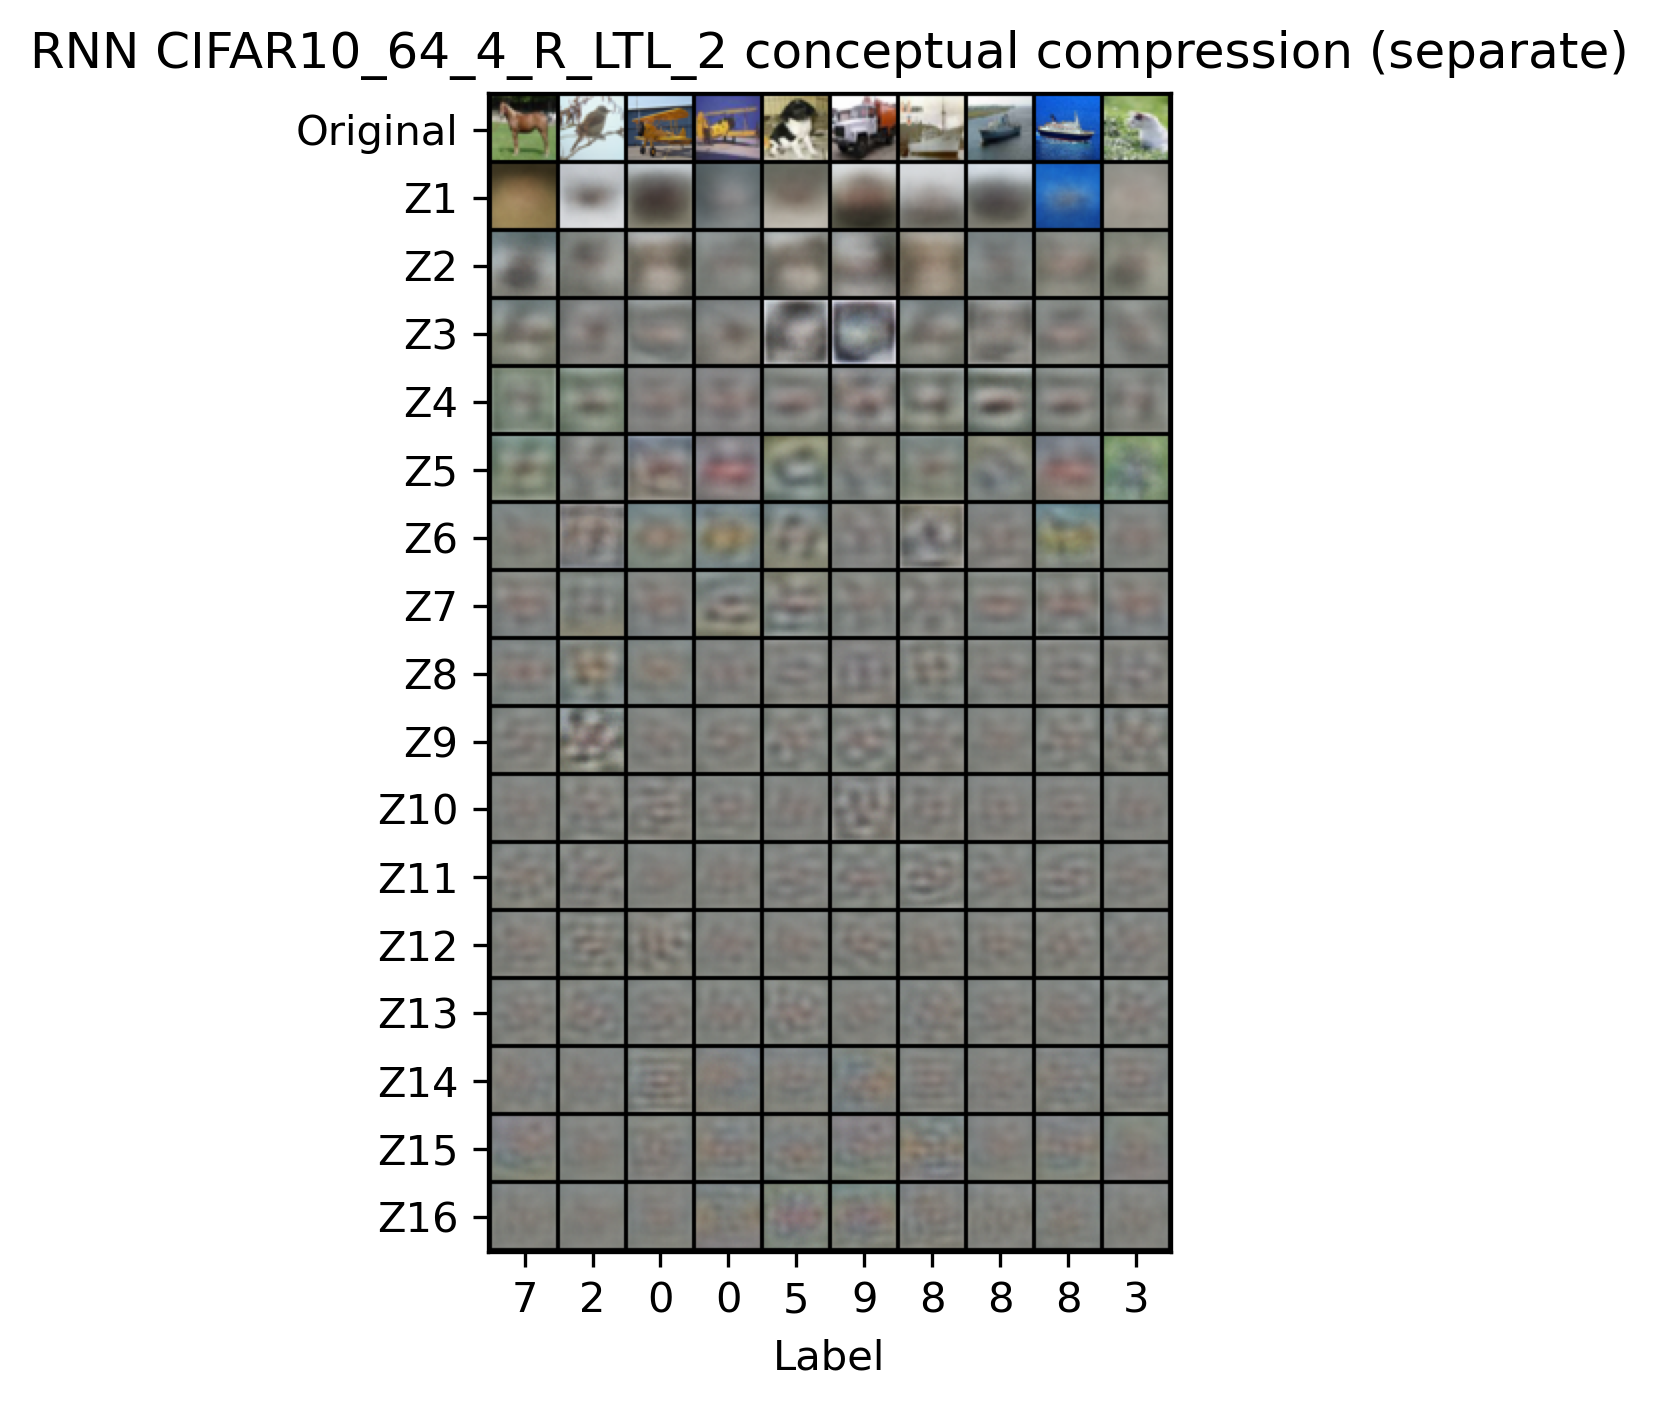 RNN CIFAR10_64_4_R_LTL_2 conceptual compression (separate)
Original
Z1
Z2
Z3
Z4
Z5
Z6
Z7
Z8
Z9
Z10
Z11
Z12
Z13
Z14
Z15
Z16
7 2 0 0 5 9 8 8 8 3
Label